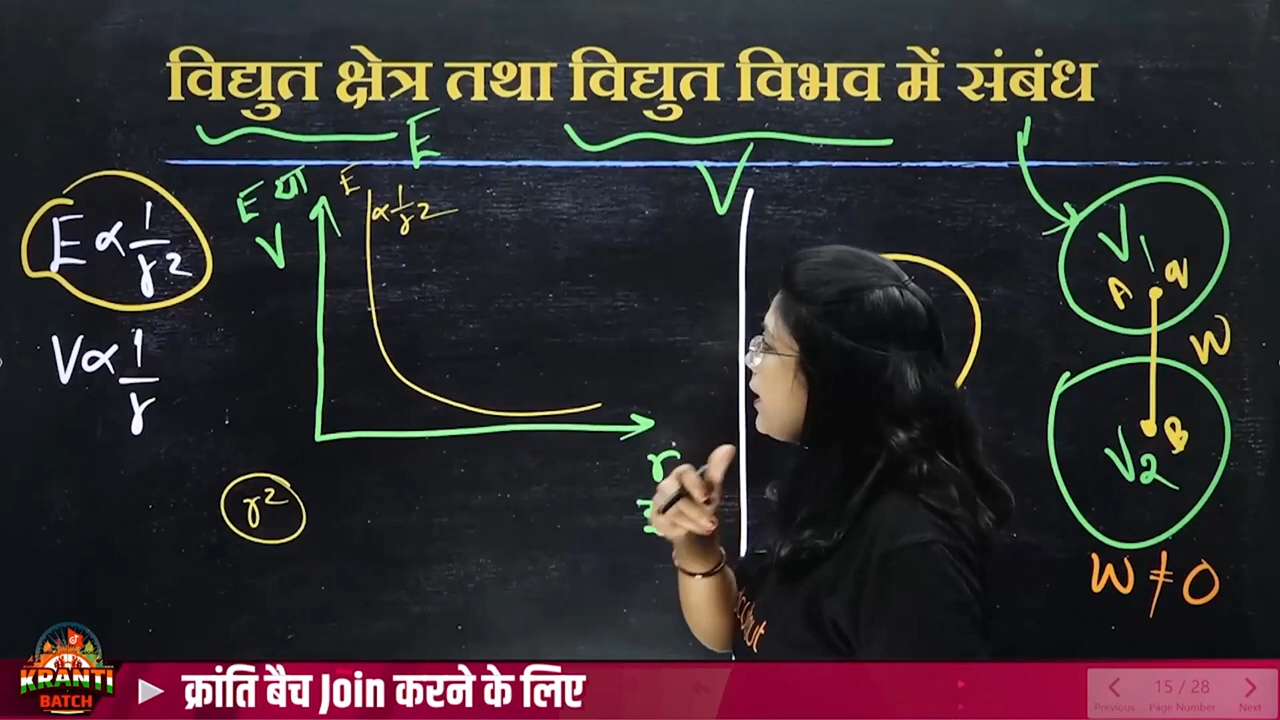 विद्युत क्षेत्र तथा विद्युत विभव में संबंध
E
V
E ∝ 1/r²
V ∝ 1/r
E या V
E ∝ 1/r²
r
r²
V₁
A q
W
B
V₂
W ≠ 0
KRANTI
BATCH
क्रांति बैच Join करने के लिए
15 / 28
Previous Page Number Next